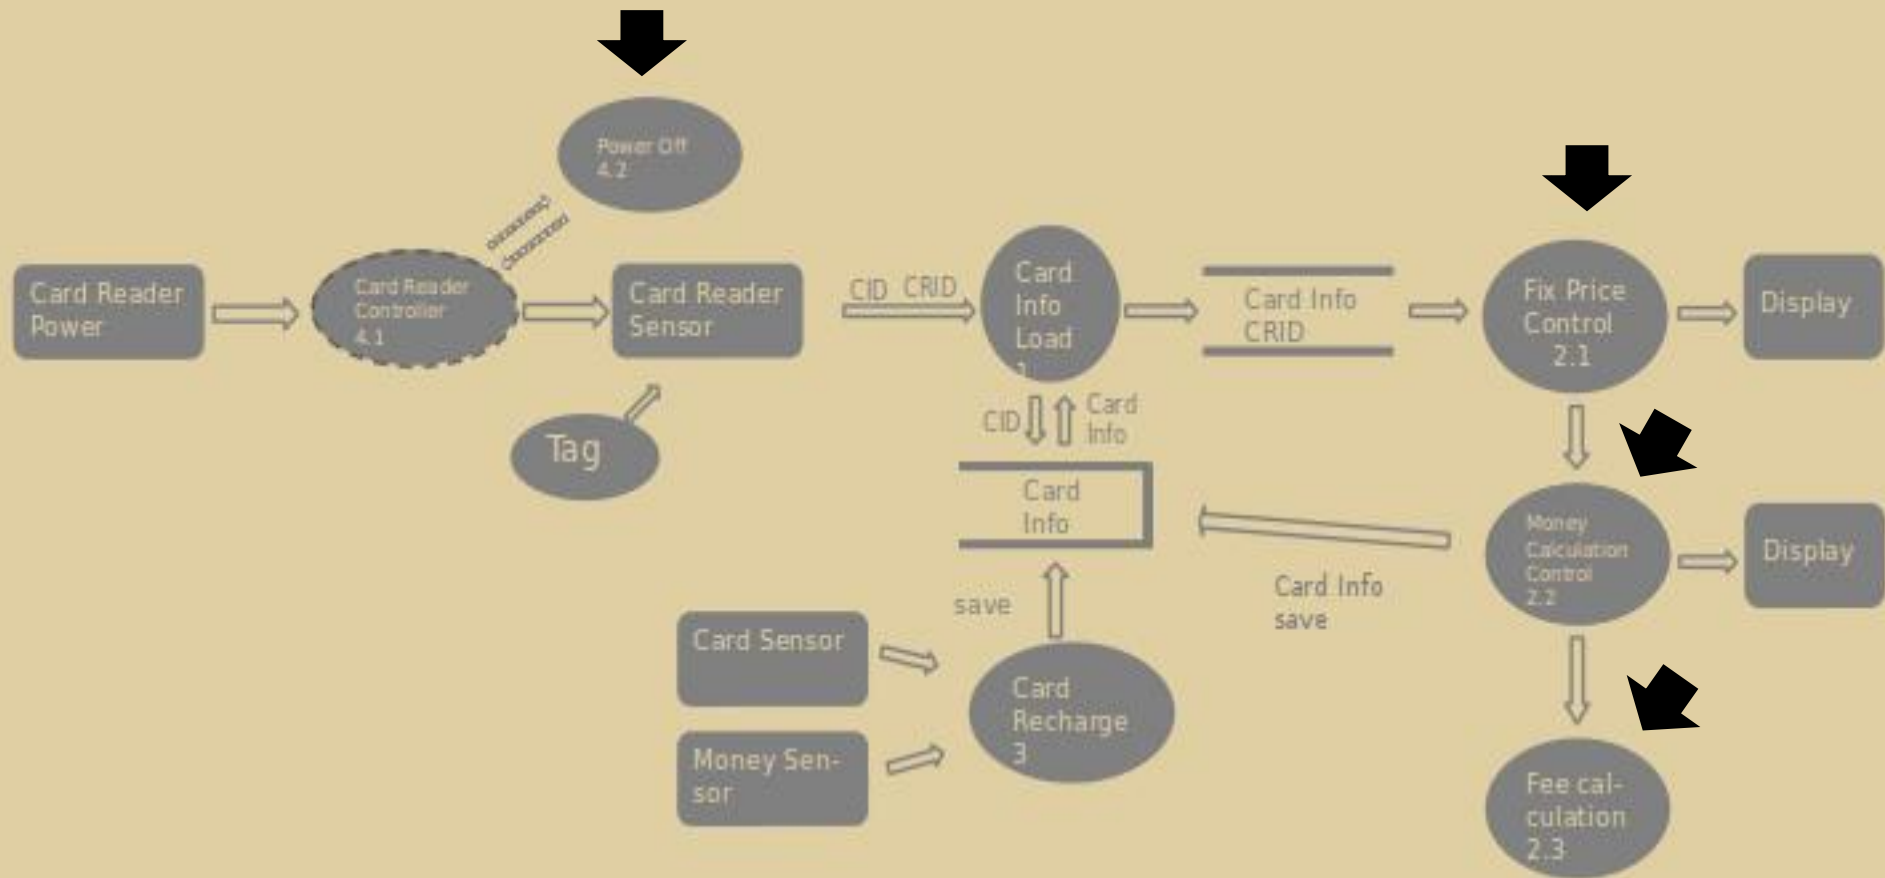 Power Off
4.2
Card Reader
Power
Card Reader
Controller
4.1
Card Reader
Sensor
Tag
CID CRID
Card
Info
Load
1
Card Info
CRID
Fix Price
Control
2.1
Display
CID
Card
Info
Card
Info
Money
Calculation
Control
2.2
Display
Card Info
save
save
Card Sensor
Money Sen-
sor
Card
Recharge
3
Fee cal-
culation
2.3